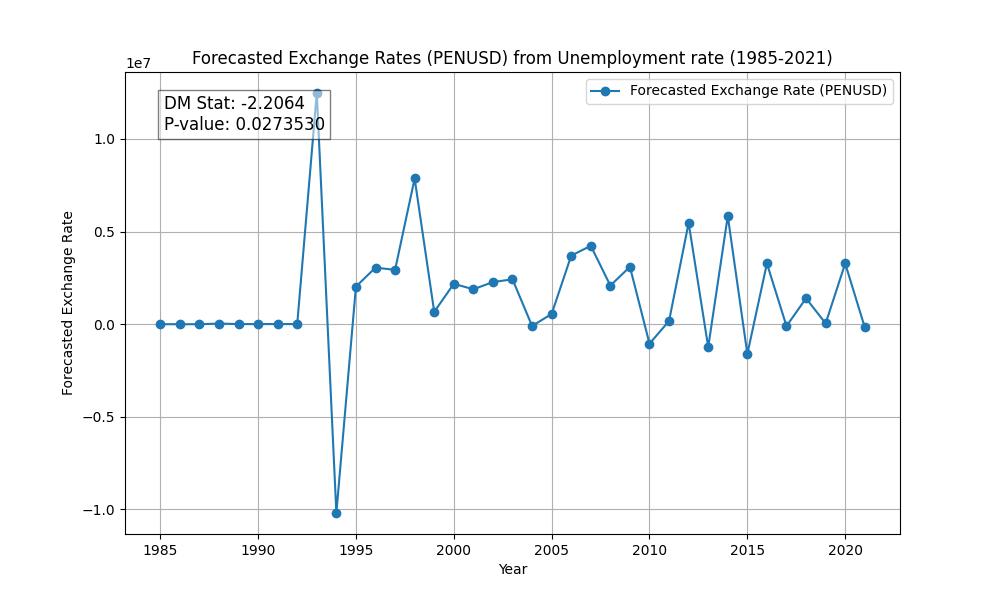 Forecasted Exchange Rates (PENUSD) from Unemployment rate (1985-2021)
1e7
DM Stat: -2.2064
P-value: 0.0273530
Forecasted Exchange Rate (PENUSD)
1.0
0.5
0.0
−0.5
−1.0
Forecasted Exchange Rate
1985 1990 1995 2000 2005 2010 2015 2020
Year